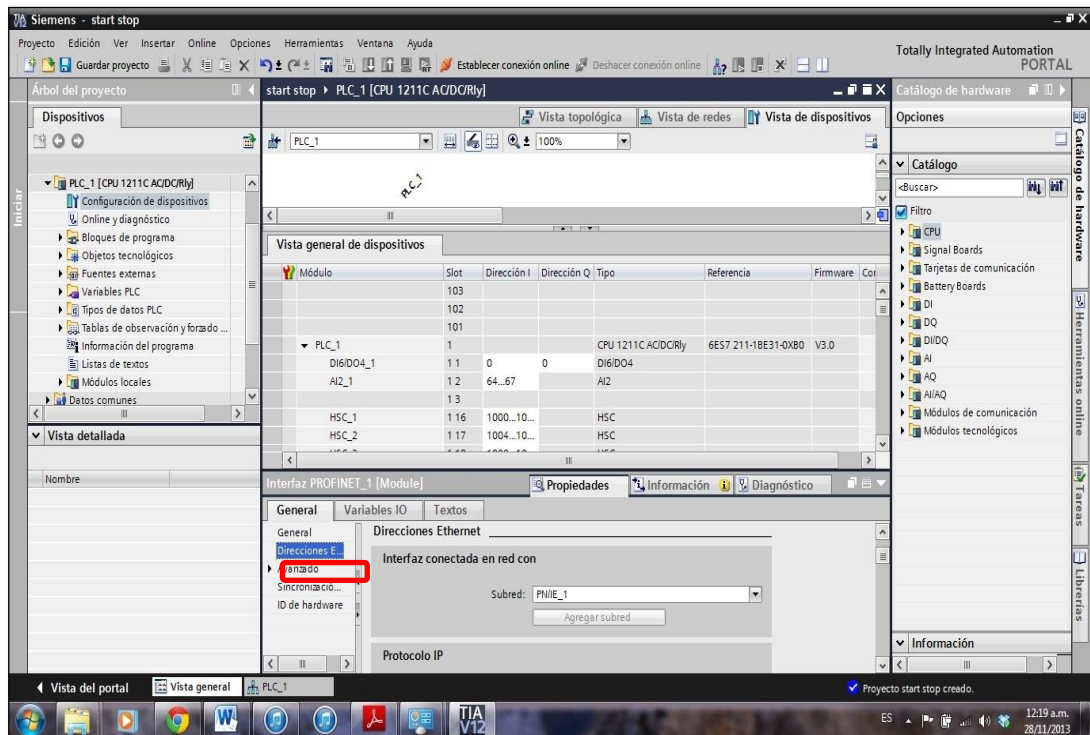 Siemens - start stop
Proyecto Edición Ver Insertar Online Opciones Herramientas Ventana Ayuda
Guardar proyecto Establecer conexión online Deshacer conexión online
Totally Integrated Automation
PORTAL
Árbol del proyecto
Dispositivos
Iniciar
PLC_1 [CPU 1211C AC/DC/Rly]
Configuración de dispositivos
Online y diagnóstico
Bloques de programa
Objetos tecnológicos
Fuentes externas
Variables PLC
Tipos de datos PLC
Tablas de observación y forzado ...
Información del programa
Listas de textos
Módulos locales
Datos comunes
Vista detallada
Nombre
start stop PLC_1 [CPU 1211C AC/DC/Rly]
Vista topológica Vista de redes Vista de dispositivos
PLC_1 100%
PLC_1
Vista general de dispositivos
Módulo Slot Dirección I Dirección Q Tipo Referencia Firmware
103
102
101
PLC_1 1 CPU 1211C AC/DC/Rly 6ES7 211-1BE31-0XB0 V3.0
DI6/DO4_1 1 1 0 0 DI6/DO4
AI2_1 1 2 64...67 AI2
1 3
HSC_1 1 16 1000...10... HSC
HSC_2 1 17 1004...10... HSC
Interfaz PROFINET_1 [Module]
Propiedades Información Diagnóstico
General Variables IO Textos
General
Direcciones E...
Avanzado
Sincronizació...
ID de hardware
Direcciones Ethernet
Interfaz conectada en red con
Subred: PN/IE_1
Agregar subred
Protocolo IP
Catálogo de hardware
Opciones
Catálogo
<Buscar>
Filtro
CPU
Signal Boards
Tarjetas de comunicación
Battery Boards
DI
DQ
DI/DQ
AI
AQ
AI/AQ
Módulos de comunicación
Módulos tecnológicos
Información
Catálogo de hardware
Herramientas online
Tareas
Librerías
Vista del portal Vista general PLC_1
Proyecto start stop creado.
W
TIA
V12
ES
12:19 a.m.
28/11/2013